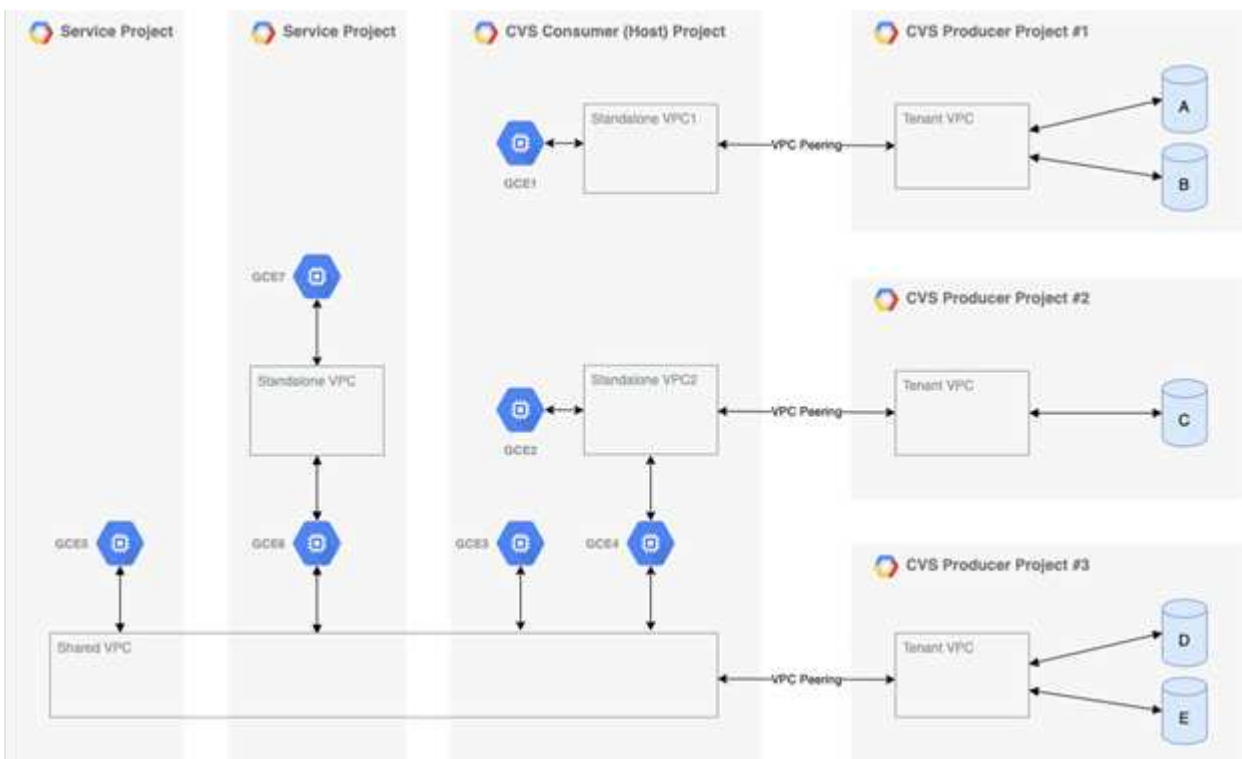 Service Project
Service Project
CVS Consumer (Host) Project
CVS Producer Project #1
Standalone VPC1
Tenant VPC
A
VPC Peering
GCE1
B
GCE7
CVS Producer Project #2
Standalone VPC
Standalone VPC2
Tenant VPC
VPC Peering
C
GCE2
GCE5
GCE6
GCE3
GCE4
CVS Producer Project #3
Shared VPC
Tenant VPC
D
VPC Peering
E